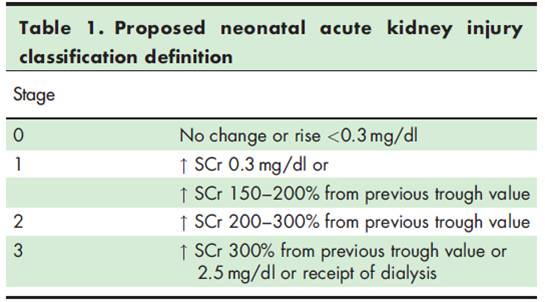 Table 1. Proposed neonatal acute kidney injury
classification definition
Stage
0 No change or rise <0.3 mg/dl
1 ↑ SCr 0.3 mg/dl or
↑ SCr 150–200% from previous trough value
2 ↑ SCr 200–300% from previous trough value
3 ↑ SCr 300% from previous trough value or
2.5 mg/dl or receipt of dialysis